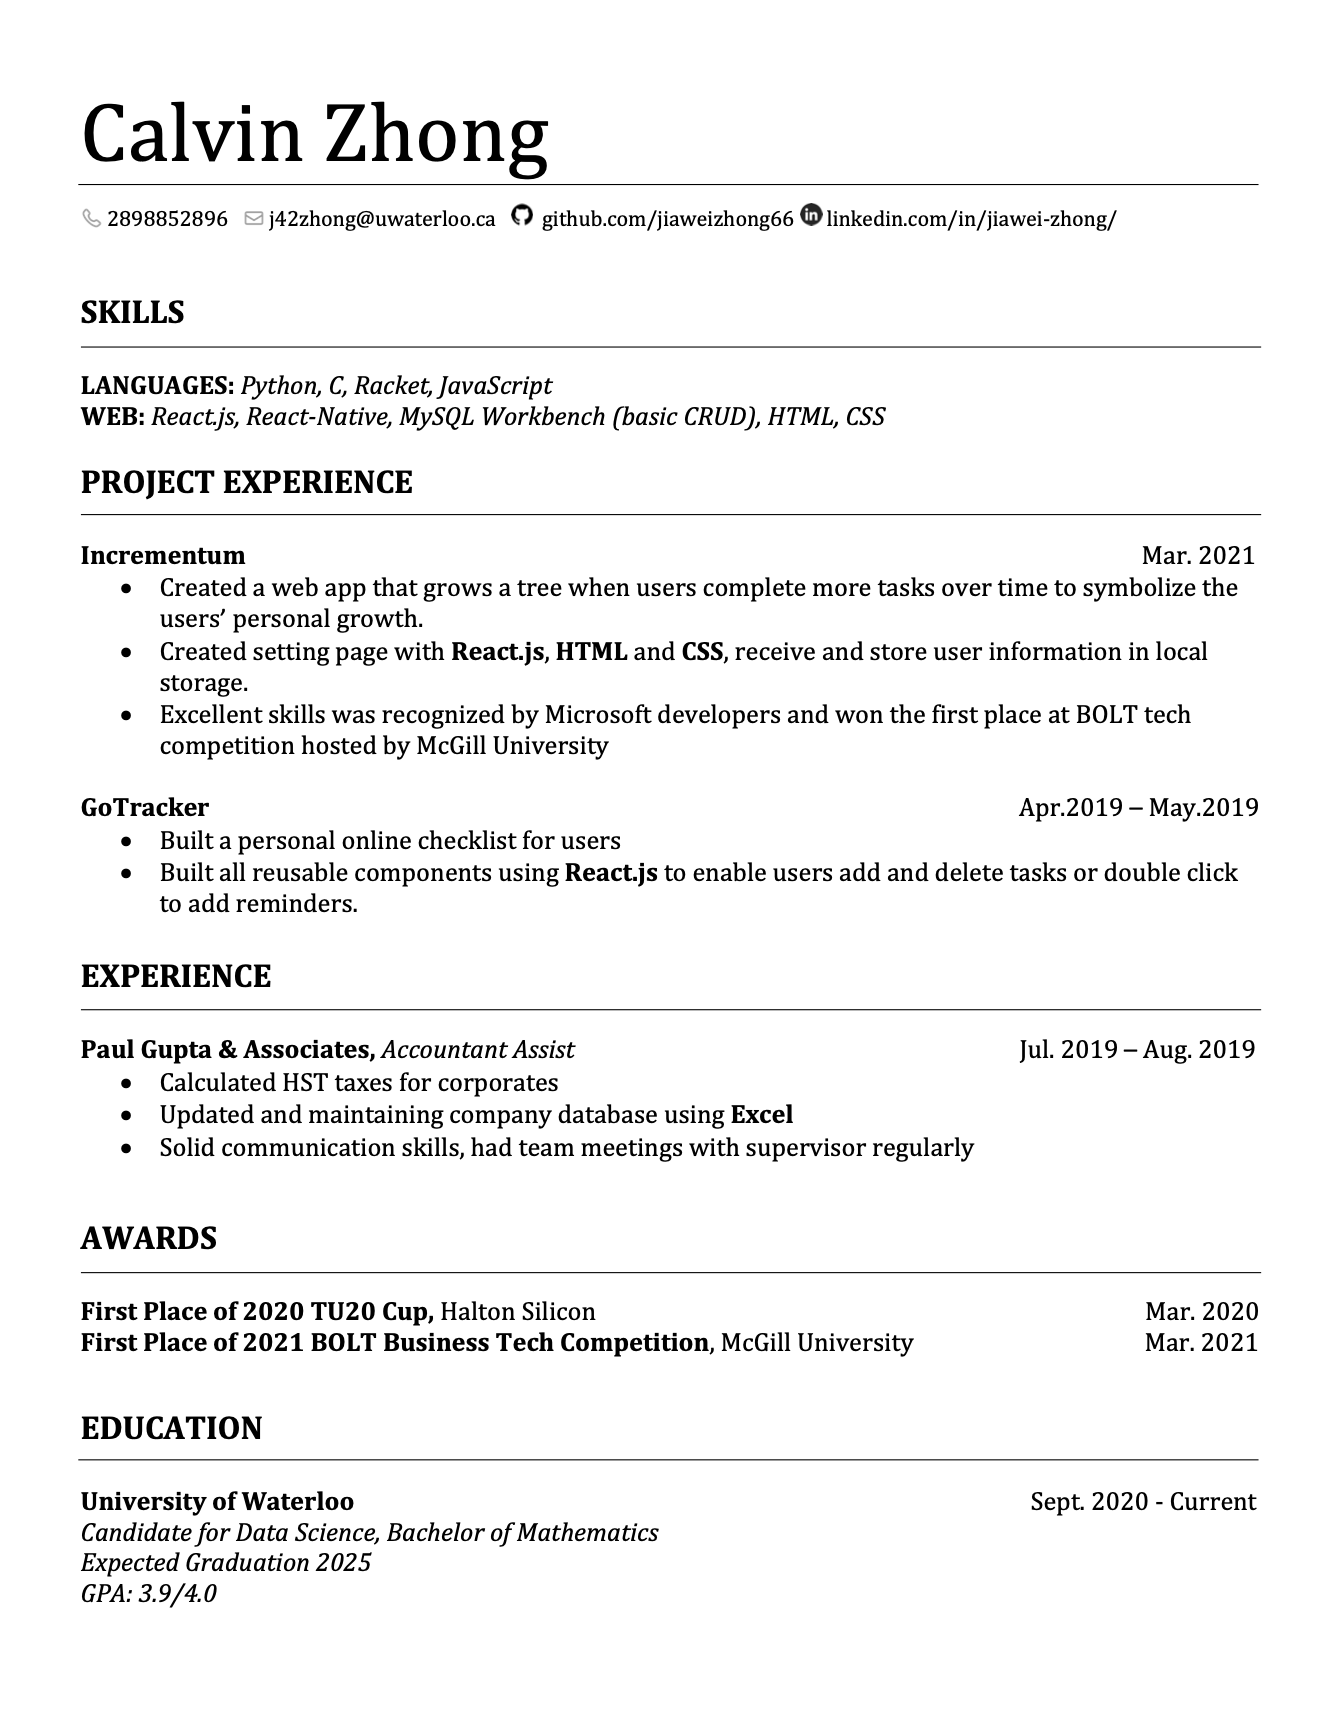 Calvin Zhong
2898852896 j42zhong@uwaterloo.ca github.com/jiaweizhong66 linkedin.com/in/jiawei-zhong/
SKILLS
LANGUAGES: Python, C, Racket, JavaScript
WEB: React.js, React-Native, MySQL Workbench (basic CRUD), HTML, CSS
PROJECT EXPERIENCE
Incrementum Mar. 2021
• Created a web app that grows a tree when users complete more tasks over time to symbolize the
users’ personal growth.
• Created setting page with React.js, HTML and CSS, receive and store user information in local
storage.
• Excellent skills was recognized by Microsoft developers and won the first place at BOLT tech
competition hosted by McGill University
GoTracker Apr.2019 – May.2019
• Built a personal online checklist for users
• Built all reusable components using React.js to enable users add and delete tasks or double click
to add reminders.
EXPERIENCE
Paul Gupta & Associates, Accountant Assist Jul. 2019 – Aug. 2019
• Calculated HST taxes for corporates
• Updated and maintaining company database using Excel
• Solid communication skills, had team meetings with supervisor regularly
AWARDS
First Place of 2020 TU20 Cup, Halton Silicon Mar. 2020
First Place of 2021 BOLT Business Tech Competition, McGill University Mar. 2021
EDUCATION
University of Waterloo Sept. 2020 - Current
Candidate for Data Science, Bachelor of Mathematics
Expected Graduation 2025
GPA: 3.9/4.0